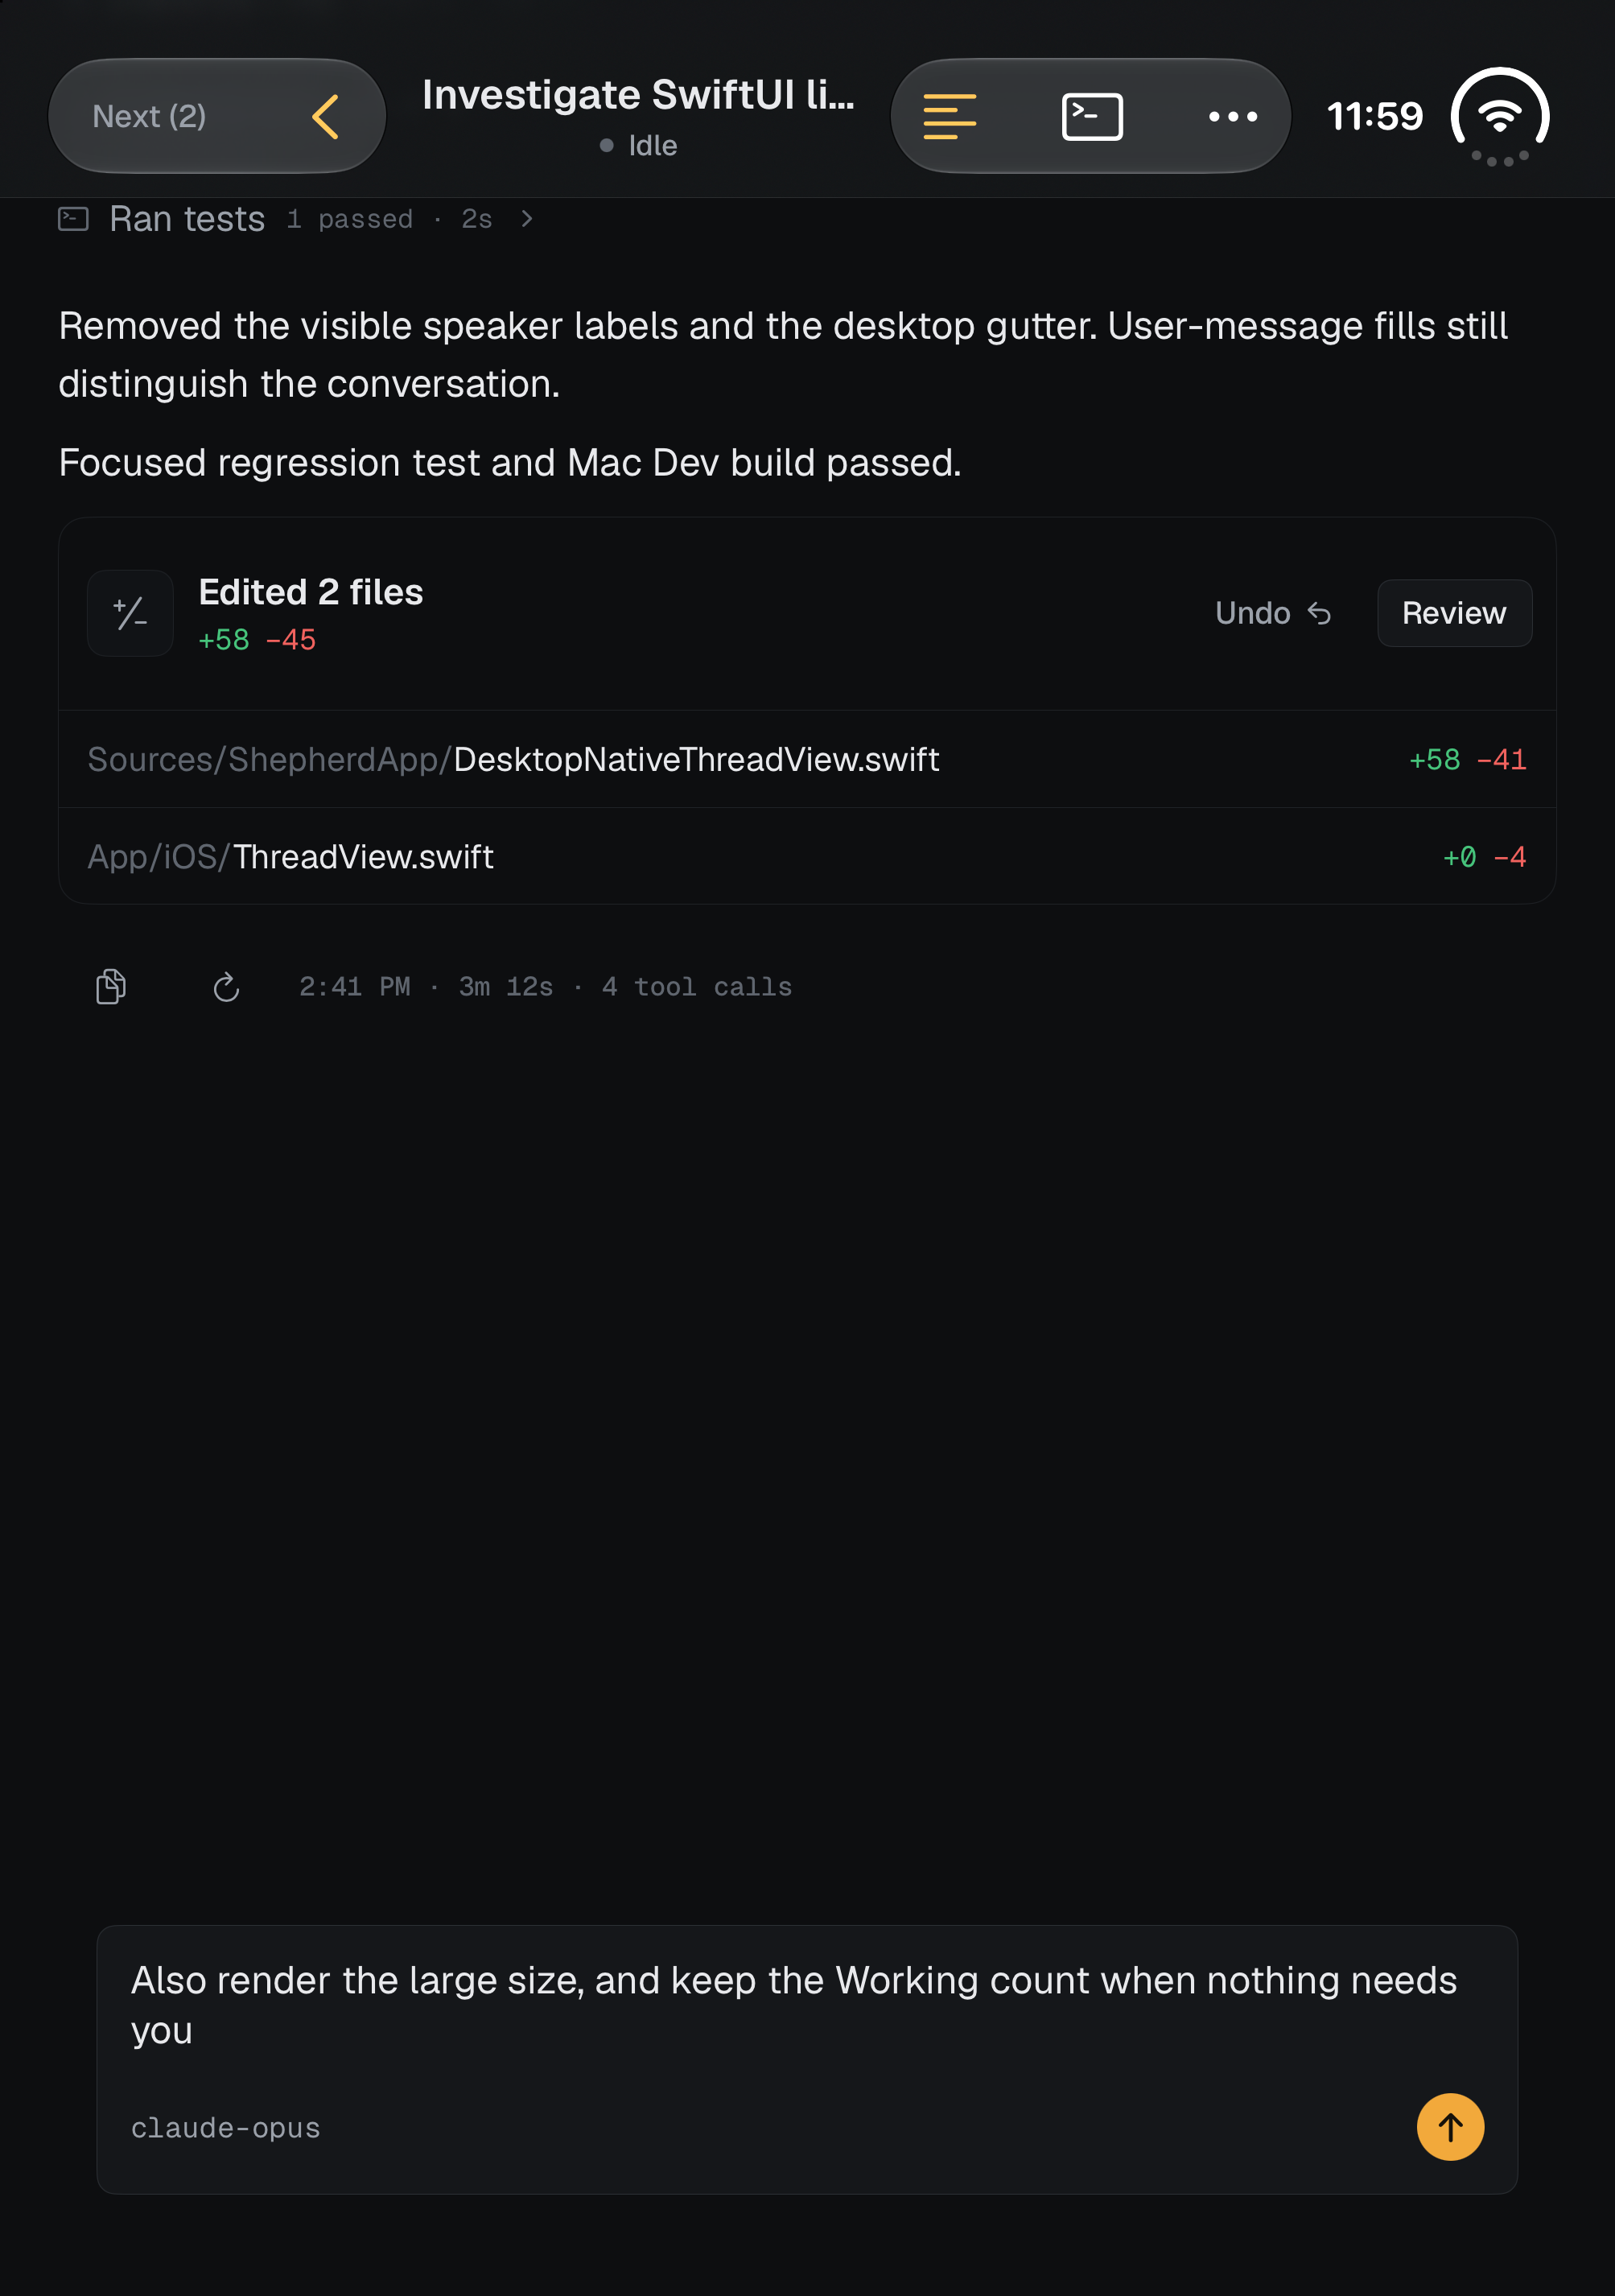 Next (2)
Investigate SwiftUI li...
Idle
11:59
Ran tests 1 passed · 2s
Removed the visible speaker labels and the desktop gutter. User-message fills still
distinguish the conversation.
Focused regression test and Mac Dev build passed.
Edited 2 files
+58 −45
Undo
Review
Sources/ShepherdApp/DesktopNativeThreadView.swift +58 −41
App/iOS/ThreadView.swift +0 −4
2:41 PM · 3m 12s · 4 tool calls
Also render the large size, and keep the Working count when nothing needs
you
claude-opus